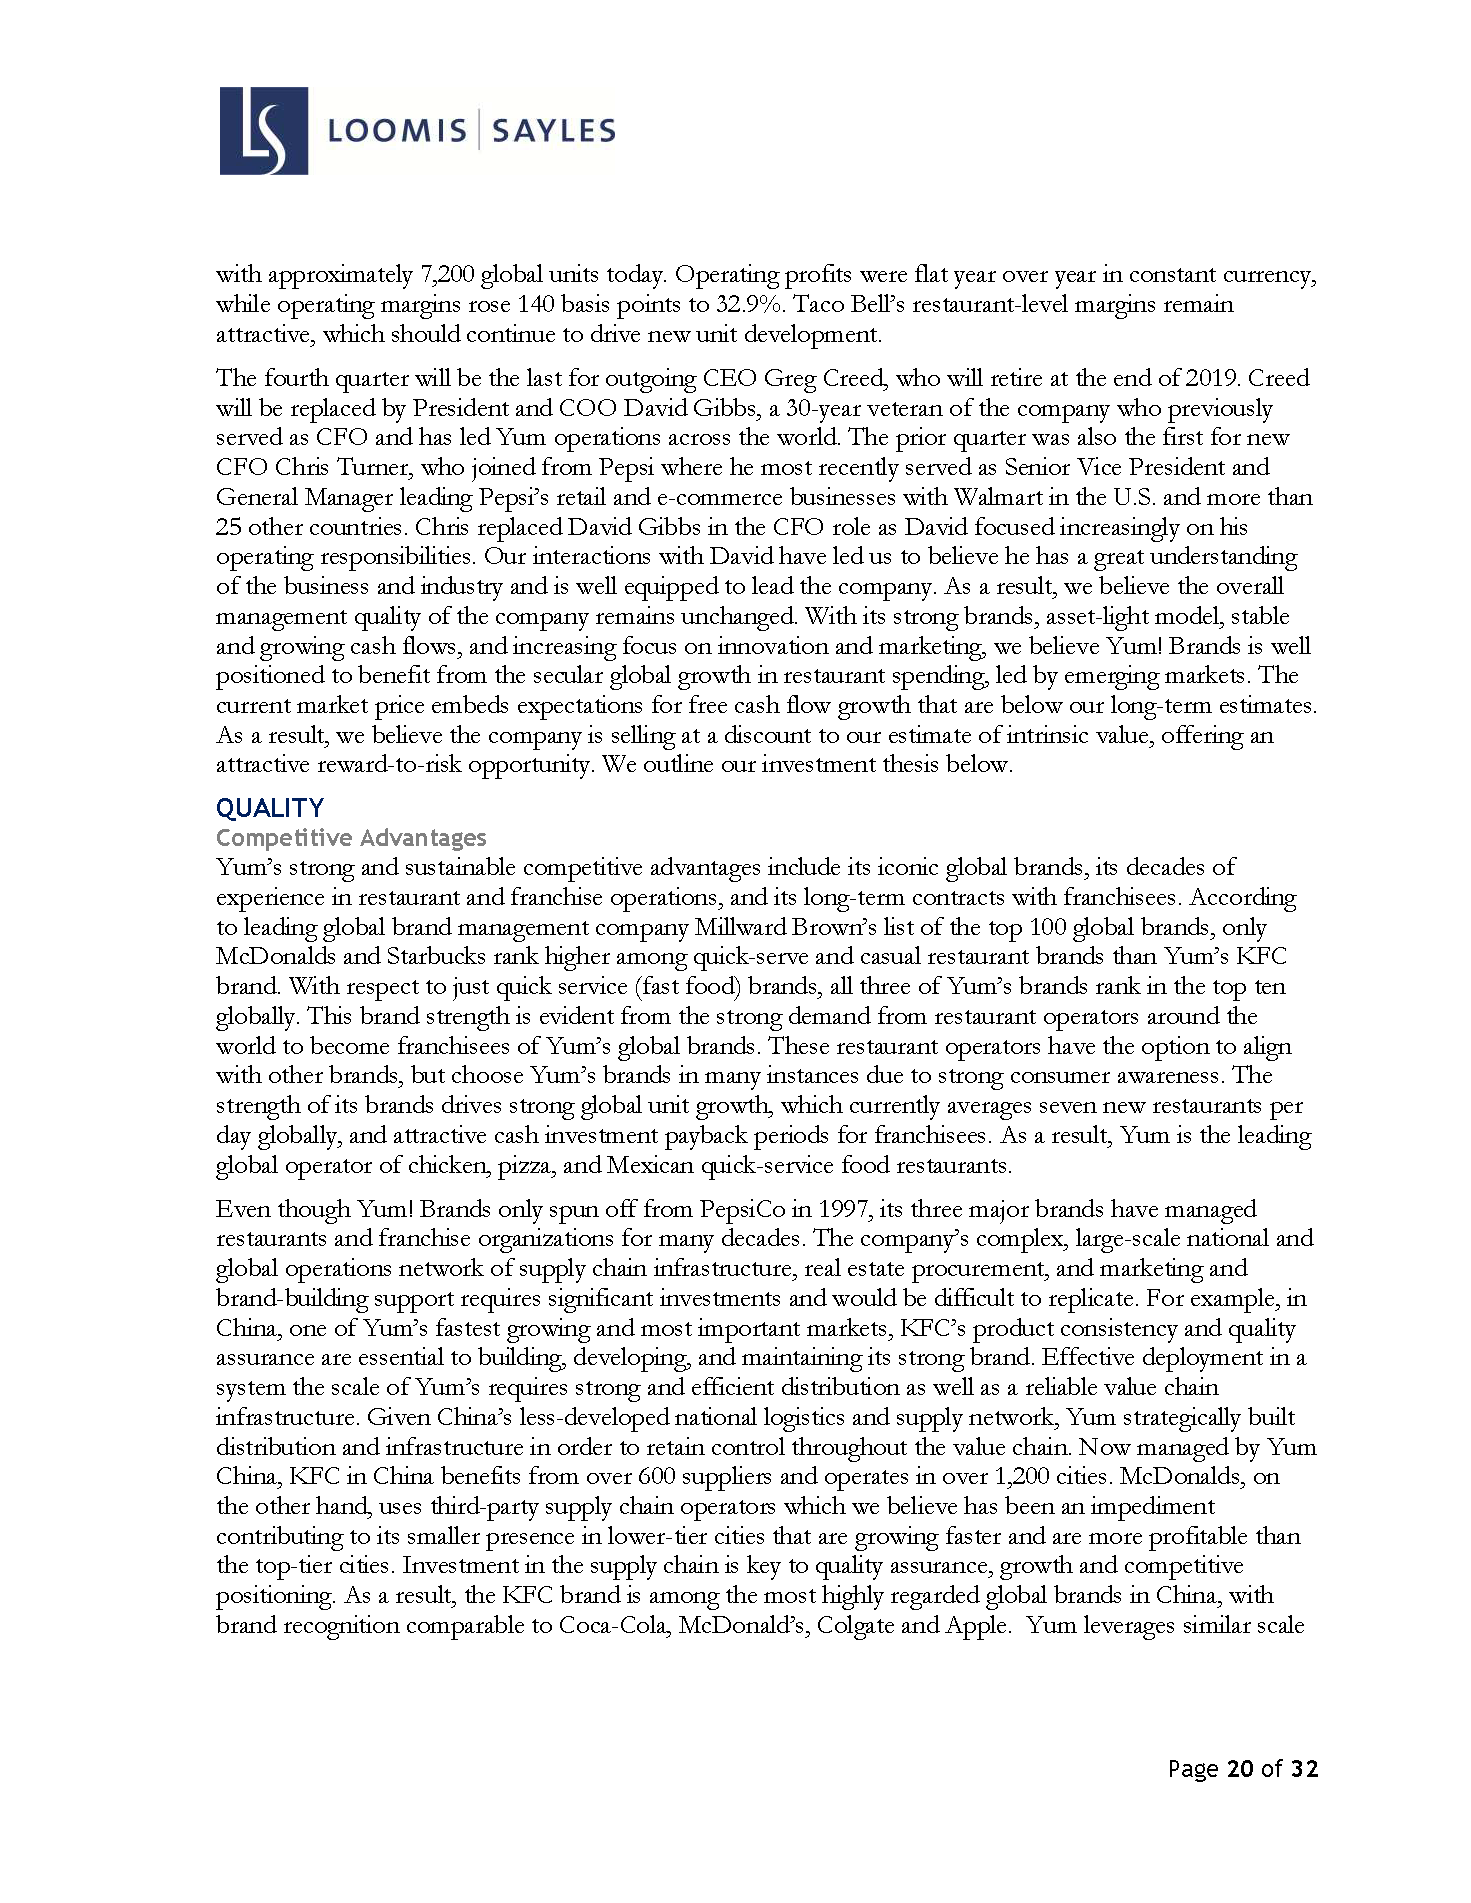 LS LOOMIS | SAYLES
with approximately 7,200 global units today. Operating profits were flat year over year in constant currency,
while operating margins rose 140 basis points to 32.9%. Taco Bell's restaurant-level margins remain
attractive, which should continue to drive new unit development.
The fourth quarter will be the last for outgoing CEO Greg Creed, who will retire at the end of 2019. Creed
will be replaced by President and COO David Gibbs, a 30-year veteran of the company who previously
served as CFO and has led Yum operations across the world. The prior quarter was also the first for new
CFO Chris Turner, who joined from Pepsi where he most recently served as Senior Vice President and
General Manager leading Pepsi's retail and e-commerce businesses with Walmart in the U.S. and more than
25 other countries. Chris replaced David Gibbs in the CFO role as David focused increasingly on his
operating responsibilities. Our interactions with David have led us to believe he has a great understanding
of the business and industry and is well equipped to lead the company. As a result, we believe the overall
management quality of the company remains unchanged. With its strong brands, asset-light model, stable
and growing cash flows, and increasing focus on innovation and marketing, we believe Yum! Brands is well
positioned to benefit from the secular global growth in restaurant spending, led by emerging markets. The
current market price embeds expectations for free cash flow growth that are below our long-term estimates.
As a result, we believe the company is selling at a discount to our estimate of intrinsic value, offering an
attractive reward-to-risk opportunity. We outline our investment thesis below.
QUALITY
Competitive Advantages
Yum's strong and sustainable competitive advantages include its iconic global brands, its decades of
experience in restaurant and franchise operations, and its long-term contracts with franchisees. According
to leading global brand management company Millward Brown's list of the top 100 global brands, only
McDonalds and Starbucks rank higher among quick-serve and casual restaurant brands than Yum's KFC
brand. With respect to just quick service (fast food) brands, all three of Yum's brands rank in the top ten
globally. This brand strength is evident from the strong demand from restaurant operators around the
world to become franchisees of Yum's global brands. These restaurant operators have the option to align
with other brands, but choose Yum's brands in many instances due to strong consumer awareness. The
strength of its brands drives strong global unit growth, which currently averages seven new restaurants per
day globally, and attractive cash investment payback periods for franchisees. As a result, Yum is the leading
global operator of chicken, pizza, and Mexican quick-service food restaurants.
Even though Yum! Brands only spun off from PepsiCo in 1997, its three major brands have managed
restaurants and franchise organizations for many decades. The company's complex, large-scale national and
global operations network of supply chain infrastructure, real estate procurement, and marketing and
brand-building support requires significant investments and would be difficult to replicate. For example, in
China, one of Yum's fastest growing and most important markets, KFC's product consistency and quality
assurance are essential to building, developing, and maintaining its strong brand. Effective deployment in a
system the scale of Yum's requires strong and efficient distribution as well as a reliable value chain
infrastructure. Given China's less-developed national logistics and supply network, Yum strategically built
distribution and infrastructure in order to retain control throughout the value chain. Now managed by Yum
China, KFC in China benefits from over 600 suppliers and operates in over 1,200 cities. McDonalds, on
the other hand, uses third-party supply chain operators which we believe has been an impediment
contributing to its smaller presence in lower-tier cities that are growing faster and are more profitable than
the top-tier cities. Investment in the supply chain is key to quality assurance, growth and competitive
positioning. As a result, the KFC brand is among the most highly regarded global brands in China, with
brand recognition comparable to Coca-Cola, McDonald's, Colgate and Apple. Yum leverages similar scale
Page 20 of 32